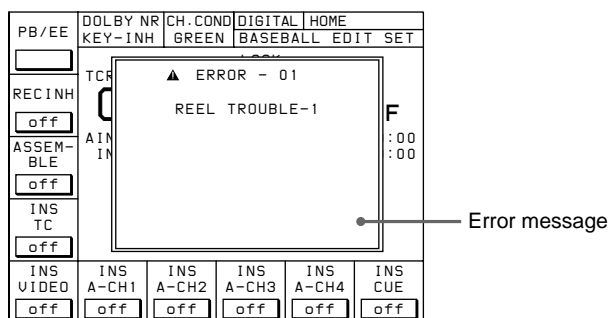 PB/EE
DOLBY NR CH.COND DIGITAL HOME
KEY-INH GREEN BASEBALL EDIT SET
TCR
⚠ ERROR - 01
REEL TROUBLE-1
F
:00
:00
AIN
IN
RECINH
off
ASSEM-
BLE
off
INS
TC
off
Error message
INS
VIDEO
off
INS
A-CH1
off
INS
A-CH2
off
INS
A-CH3
off
INS
A-CH4
off
INS
CUE
off